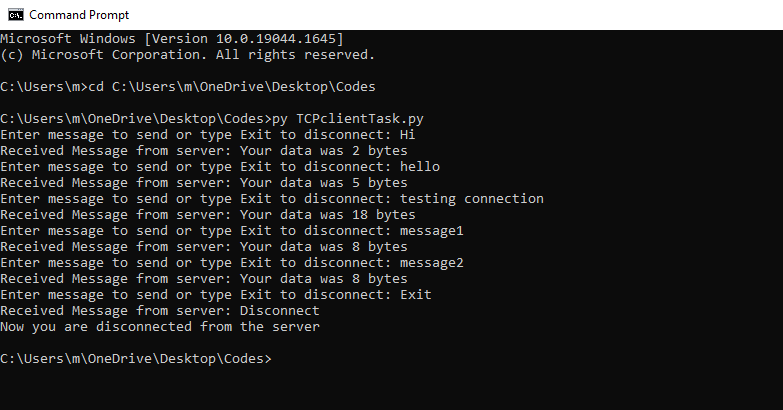 Command Prompt
Microsoft Windows [Version 10.0.19044.1645]
(c) Microsoft Corporation. All rights reserved.
C:\Users\m>cd C:\Users\m\OneDrive\Desktop\Codes
C:\Users\m\OneDrive\Desktop\Codes>py TCPclientTask.py
Enter message to send or type Exit to disconnect: Hi
Received Message from server: Your data was 2 bytes
Enter message to send or type Exit to disconnect: hello
Received Message from server: Your data was 5 bytes
Enter message to send or type Exit to disconnect: testing connection
Received Message from server: Your data was 18 bytes
Enter message to send or type Exit to disconnect: message1
Received Message from server: Your data was 8 bytes
Enter message to send or type Exit to disconnect: message2
Received Message from server: Your data was 8 bytes
Enter message to send or type Exit to disconnect: Exit
Received Message from server: Disconnect
Now you are disconnected from the server
C:\Users\m\OneDrive\Desktop\Codes>